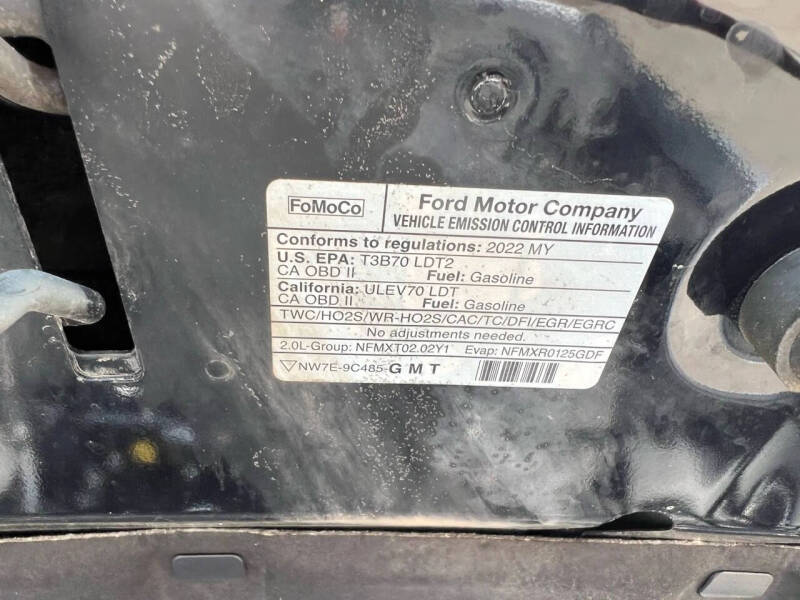 FoMoCo
Ford Motor Company
VEHICLE EMISSION CONTROL INFORMATION
Conforms to regulations: 2022 MY
U.S. EPA: T3B70 LDT2
CA OBD II Fuel: Gasoline
California: ULEV70 LDT
CA OBD II Fuel: Gasoline
TWC/HO2S/WR-HO2S/CAC/TC/DFI/EGR/EGRC
No adjustments needed.
2.0L-Group: NFMXT02.02Y1 Evap: NFMXR0125GDF
NW7E-9C485-GMT